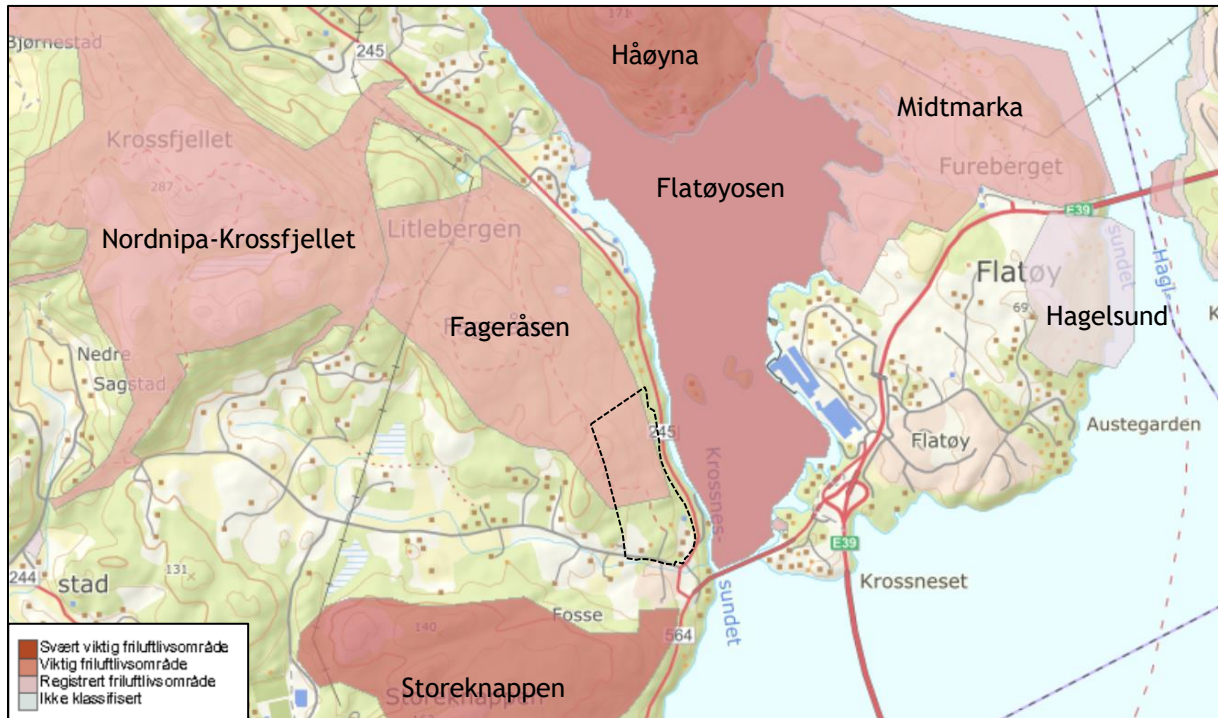 171
Bjørnestad
245
Håøyna
Midtmarka
Krossfjellet
Fureberget
287
Flatøyosen
E39
Litlebergen
Nordnipa-Krossfjellet
sundet
Hagl-
Flatøy
69
Hagelsund
Fageråsen
Nedre
Sagstad
245
Krossnes-
Flatøy
Austegarden
E39
244
131
stad
Krossneset
sundet
Fosse
140
564
Svært viktig friluftlivsområde
Viktig friluftlivsområde
Registrert friluftlivsområde
Ikke klassifisert
Storeknappen
Storeknappen